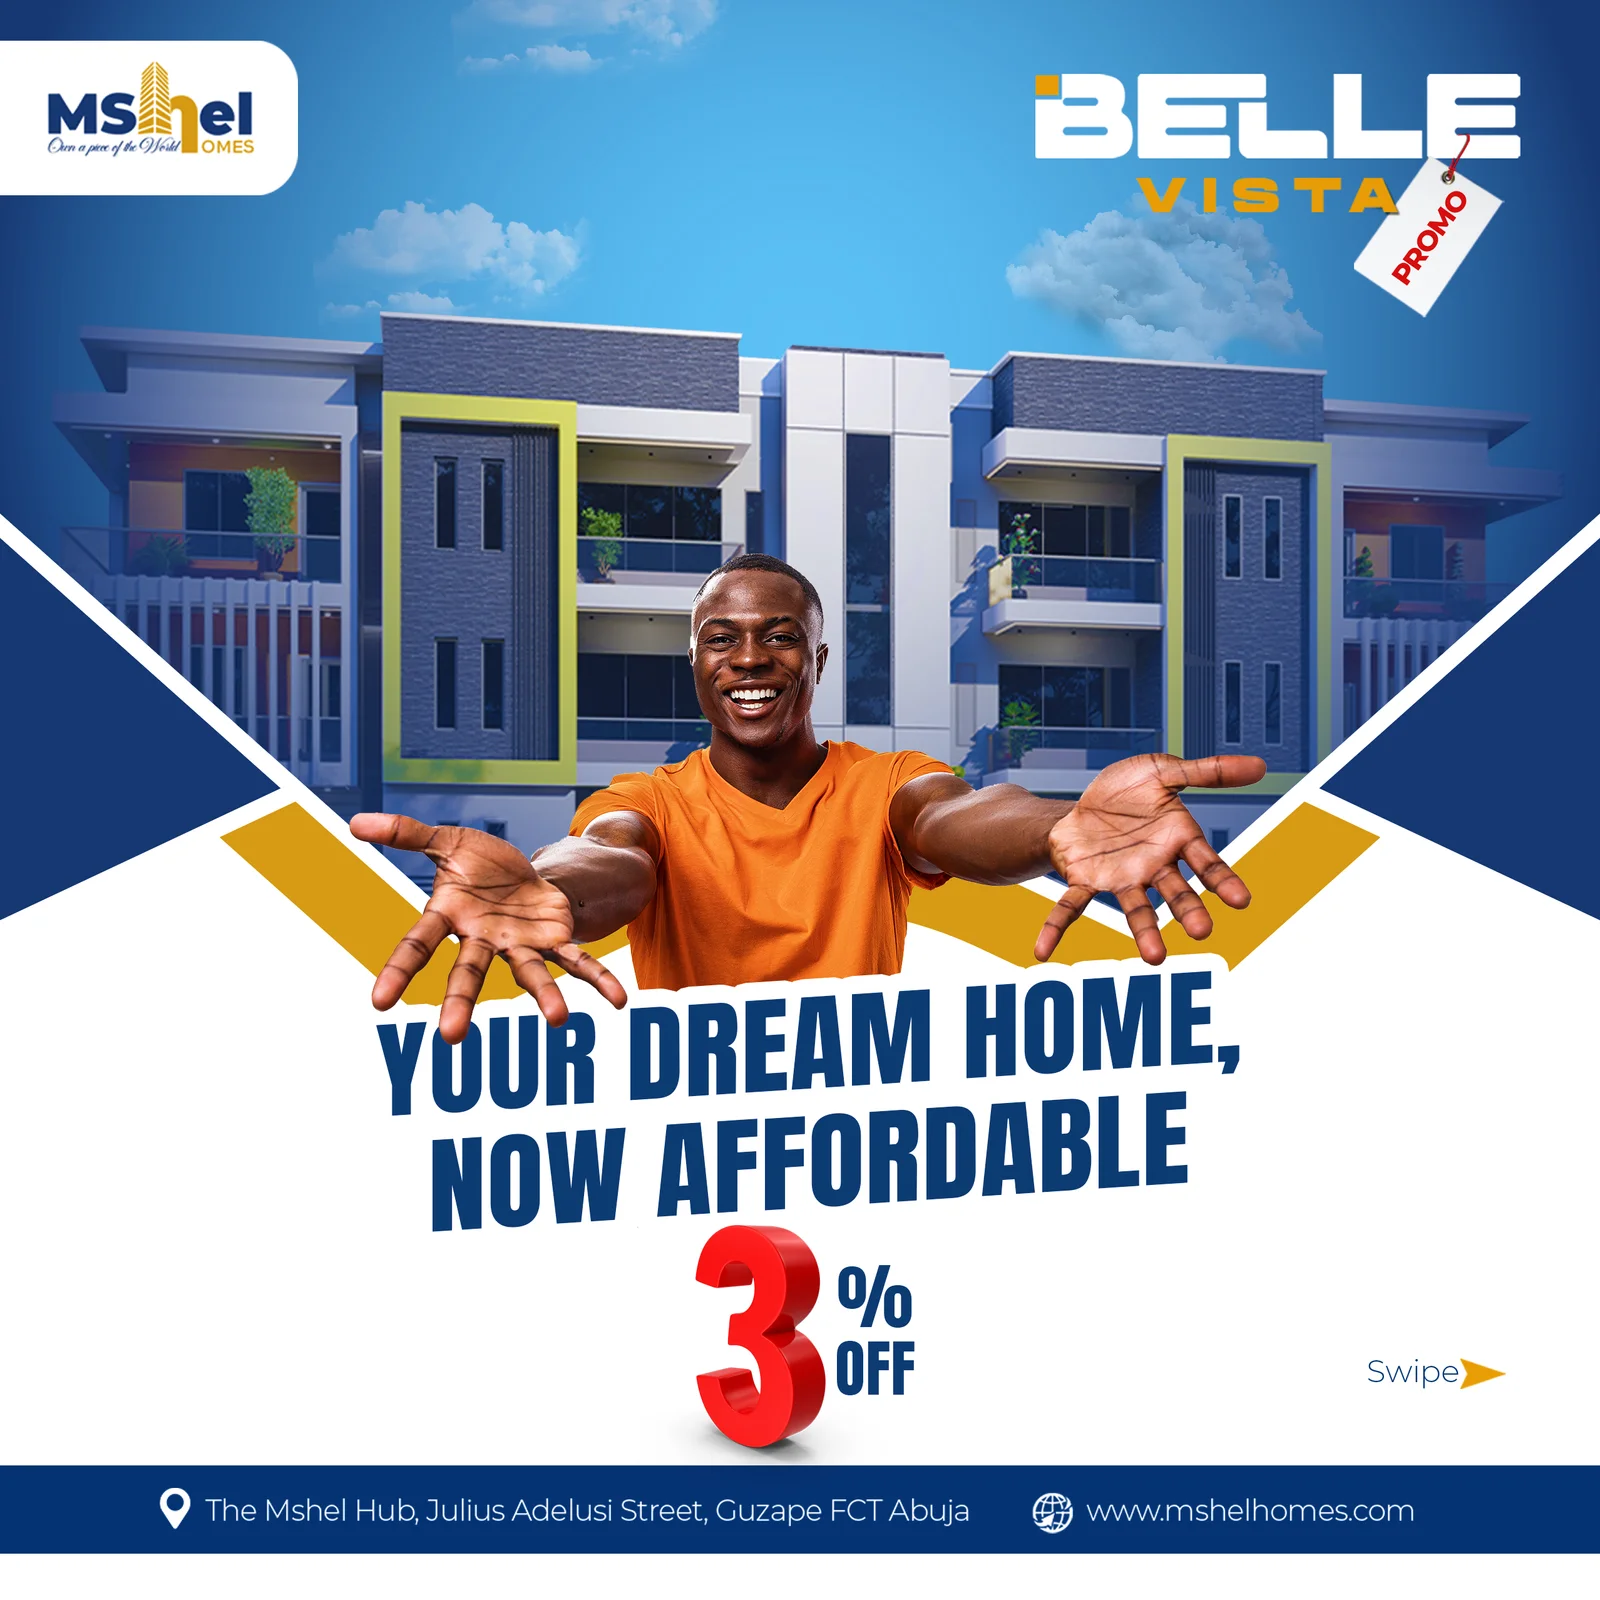 MShel
Own a piece of the World
HOMES
BELLE
VISTA
PROMO
YOUR DREAM HOME,
NOW AFFORDABLE
3%
OFF
Swipe
The Mshel Hub, Julius Adelusi Street, Guzape FCT Abuja
www.mshelhomes.com